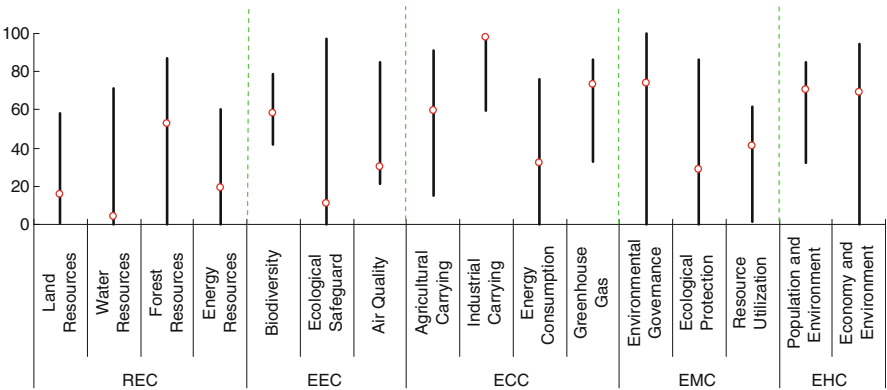 100
80
60
40
20
0
Land
Resources
Water
Resources
Forest
Resources
Energy
Resources
Biodiversity
Ecological
Safeguard
Air Quality
Agricultural
Carrying
Industrial
Carrying
Energy
Consumption
Greenhouse
Gas
Environmental
Governance
Ecological
Protection
Resource
Utilization
Population and
Environment
Economy and
Environment
REC
EEC
ECC
EMC
EHC